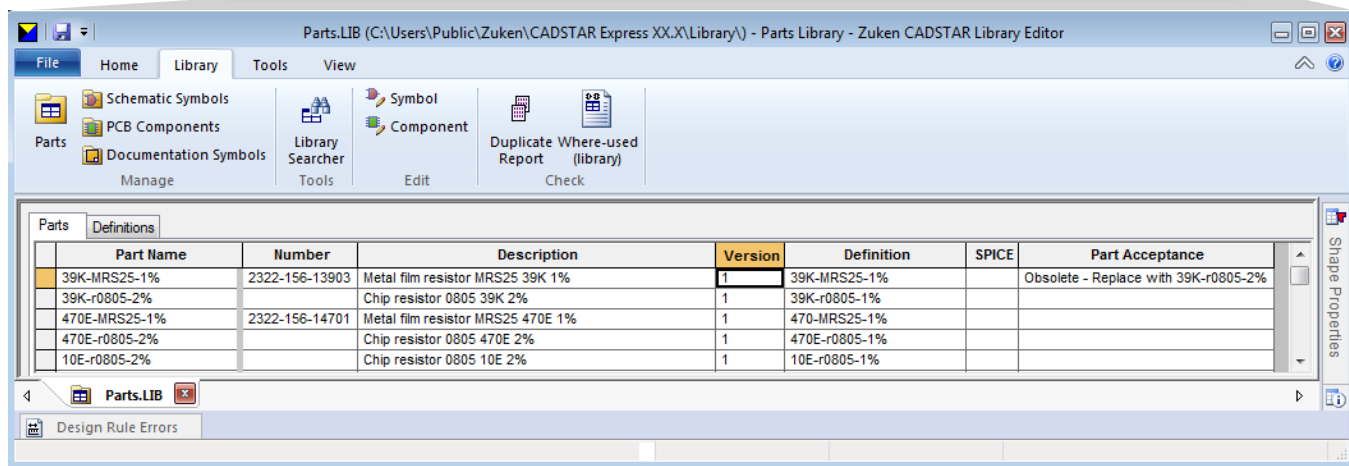 Parts.LIB (C:\Users\Public\Zuken\CADSTAR Express XX.X\Library\) - Parts Library - Zuken CADSTAR Library Editor
File Home Library Tools View
Parts
Schematic Symbols
PCB Components
Documentation Symbols
Manage
Library
Searcher
Tools
Symbol
Component
Edit
Duplicate
Report
Where-used
(library)
Check
Parts Definitions
Part Name Number Description Version Definition SPICE Part Acceptance
39K-MRS25-1% 2322-156-13903 Metal film resistor MRS25 39K 1% 1 39K-MRS25-1% Obsolete - Replace with 39K-r0805-2%
39K-r0805-2% Chip resistor 0805 39K 2% 1 39K-r0805-1%
470E-MRS25-1% 2322-156-14701 Metal film resistor MRS25 470E 1% 1 470-MRS25-1%
470E-r0805-2% Chip resistor 0805 470E 2% 1 470E-r0805-1%
10E-r0805-2% Chip resistor 0805 10E 2% 1 10E-r0805-1%
Shape Properties
Parts.LIB
Design Rule Errors